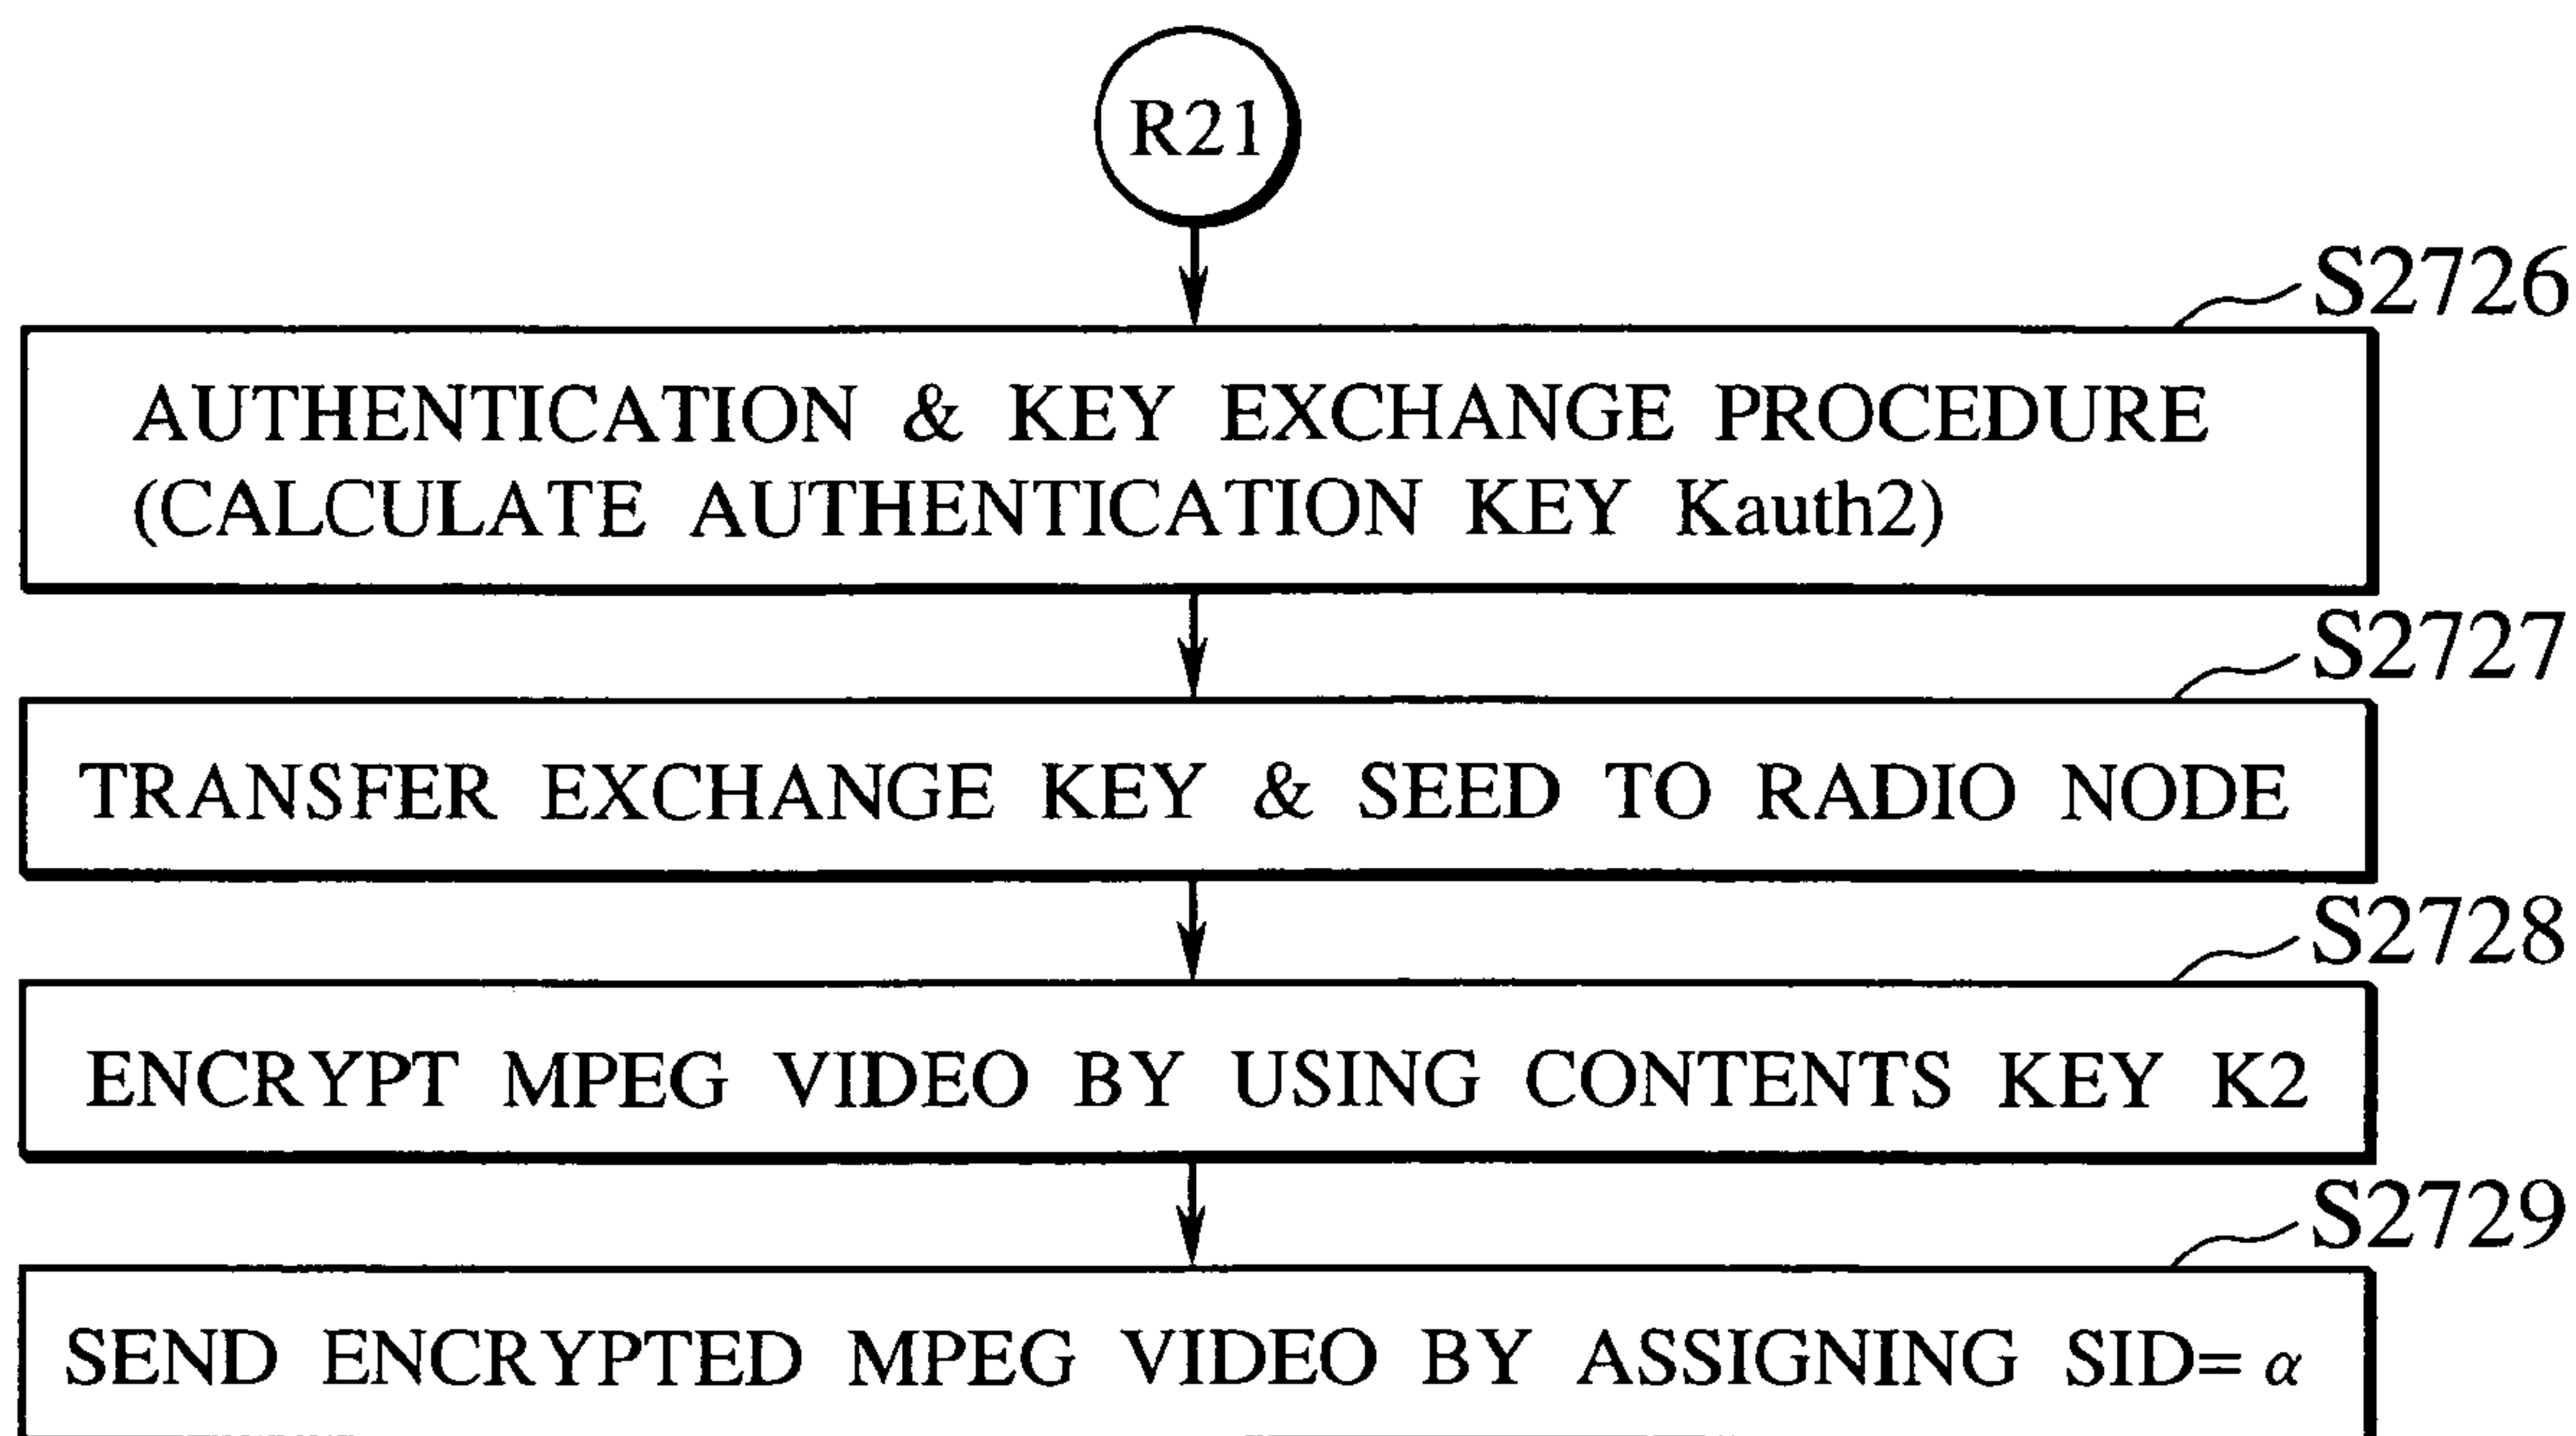 R21
S2726
AUTHENTICATION & KEY EXCHANGE PROCEDURE
(CALCULATE AUTHENTICATION KEY Kauth2)
S2727
TRANSFER EXCHANGE KEY & SEED TO RADIO NODE
S2728
ENCRYPT MPEG VIDEO BY USING CONTENTS KEY K2
S2729
SEND ENCRYPTED MPEG VIDEO BY ASSIGNING SID= α